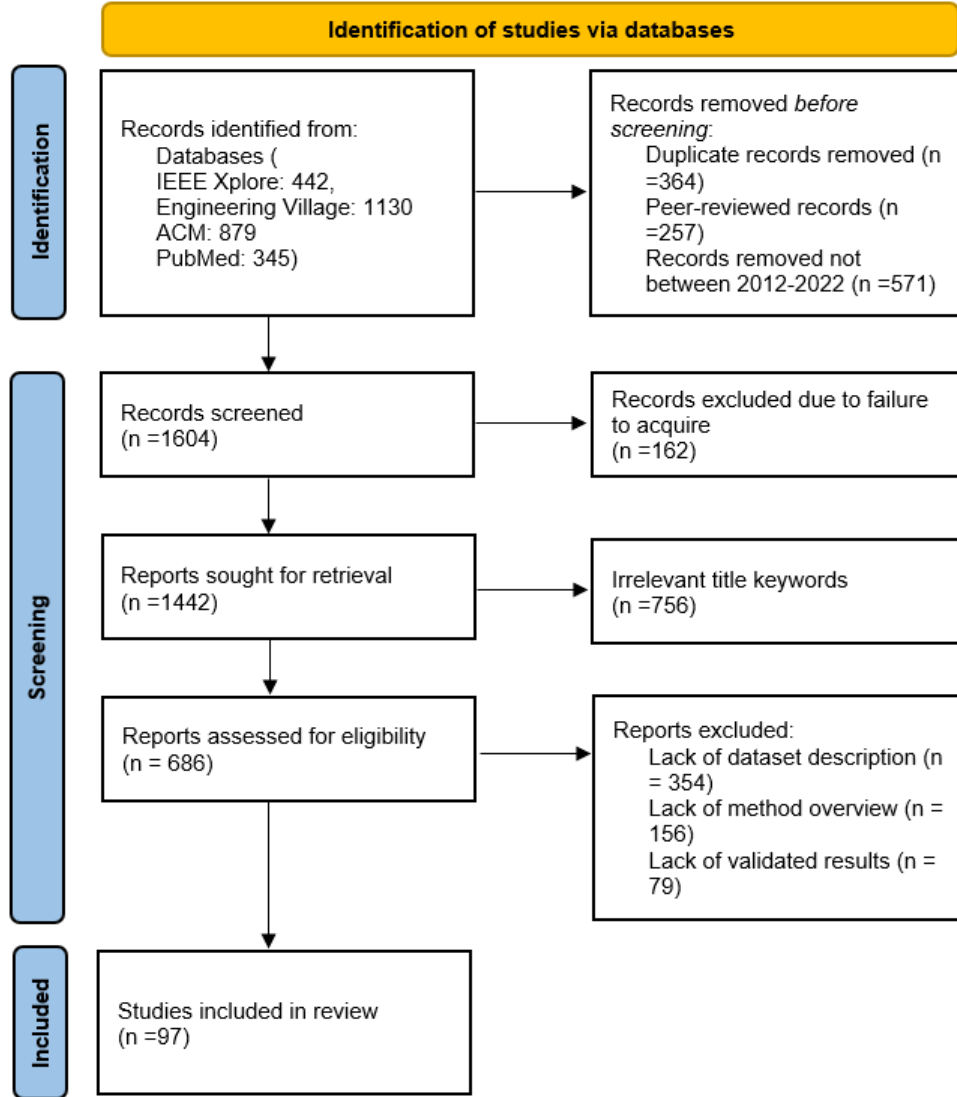 Identification of studies via databases
Identification
Records identified from:
Databases (
IEEE Xplore: 442,
Engineering Village: 1130
ACM: 879
PubMed: 345)
Records removed before
screening:
Duplicate records removed (n
=364)
Peer-reviewed records (n
=257)
Records removed not
between 2012-2022 (n =571)
Screening
Records screened
(n =1604)
Records excluded due to failure
to acquire
(n =162)
Reports sought for retrieval
(n =1442)
Irrelevant title keywords
(n =756)
Reports assessed for eligibility
(n = 686)
Reports excluded:
Lack of dataset description (n
= 354)
Lack of method overview (n =
156)
Lack of validated results (n =
79)
Included
Studies included in review
(n =97)